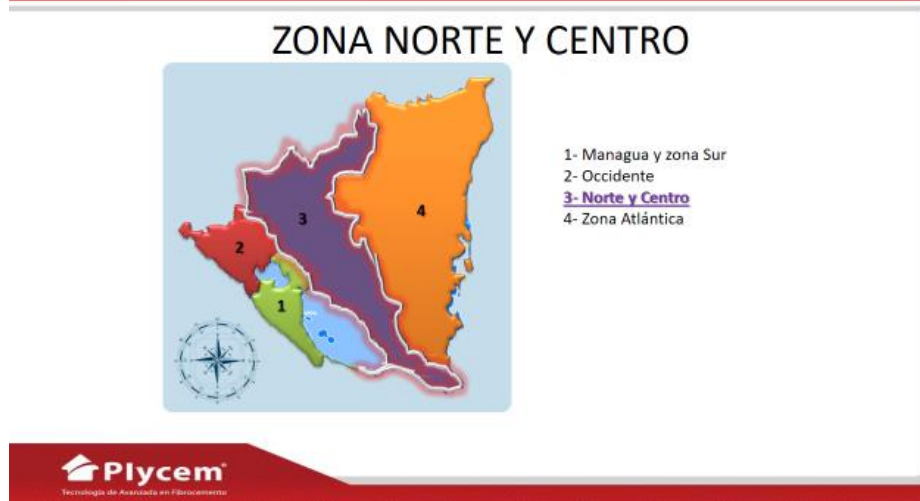 ZONA NORTE Y CENTRO
3
4
2
1
1- Managua y zona Sur
2- Occidente
3- Norte y Centro
4- Zona Atlántica
Plycem®
Tecnología de Avanzada en Fibrocemento